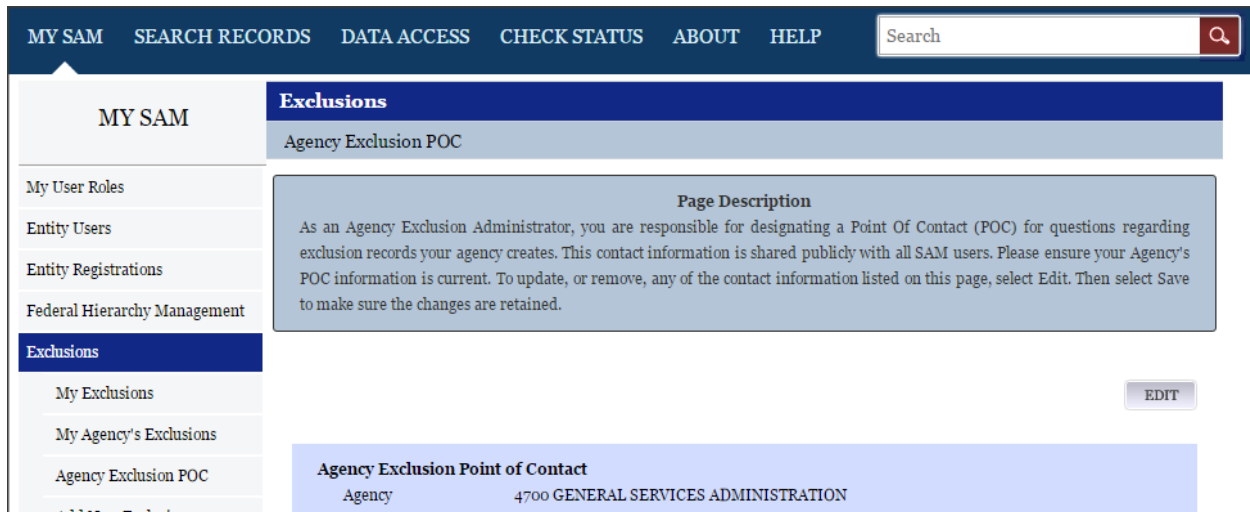 MY SAM SEARCH RECORDS DATA ACCESS CHECK STATUS ABOUT HELP Search
MY SAM
Exclusions
Agency Exclusion POC
My User Roles
Entity Users
Entity Registrations
Federal Hierarchy Management
Exclusions
My Exclusions
My Agency's Exclusions
Agency Exclusion POC
Page Description
As an Agency Exclusion Administrator, you are responsible for designating a Point Of Contact (POC) for questions regarding
exclusion records your agency creates. This contact information is shared publicly with all SAM users. Please ensure your Agency's
POC information is current. To update, or remove, any of the contact information listed on this page, select Edit. Then select Save
to make sure the changes are retained.
EDIT
Agency Exclusion Point of Contact
Agency 4700 GENERAL SERVICES ADMINISTRATION